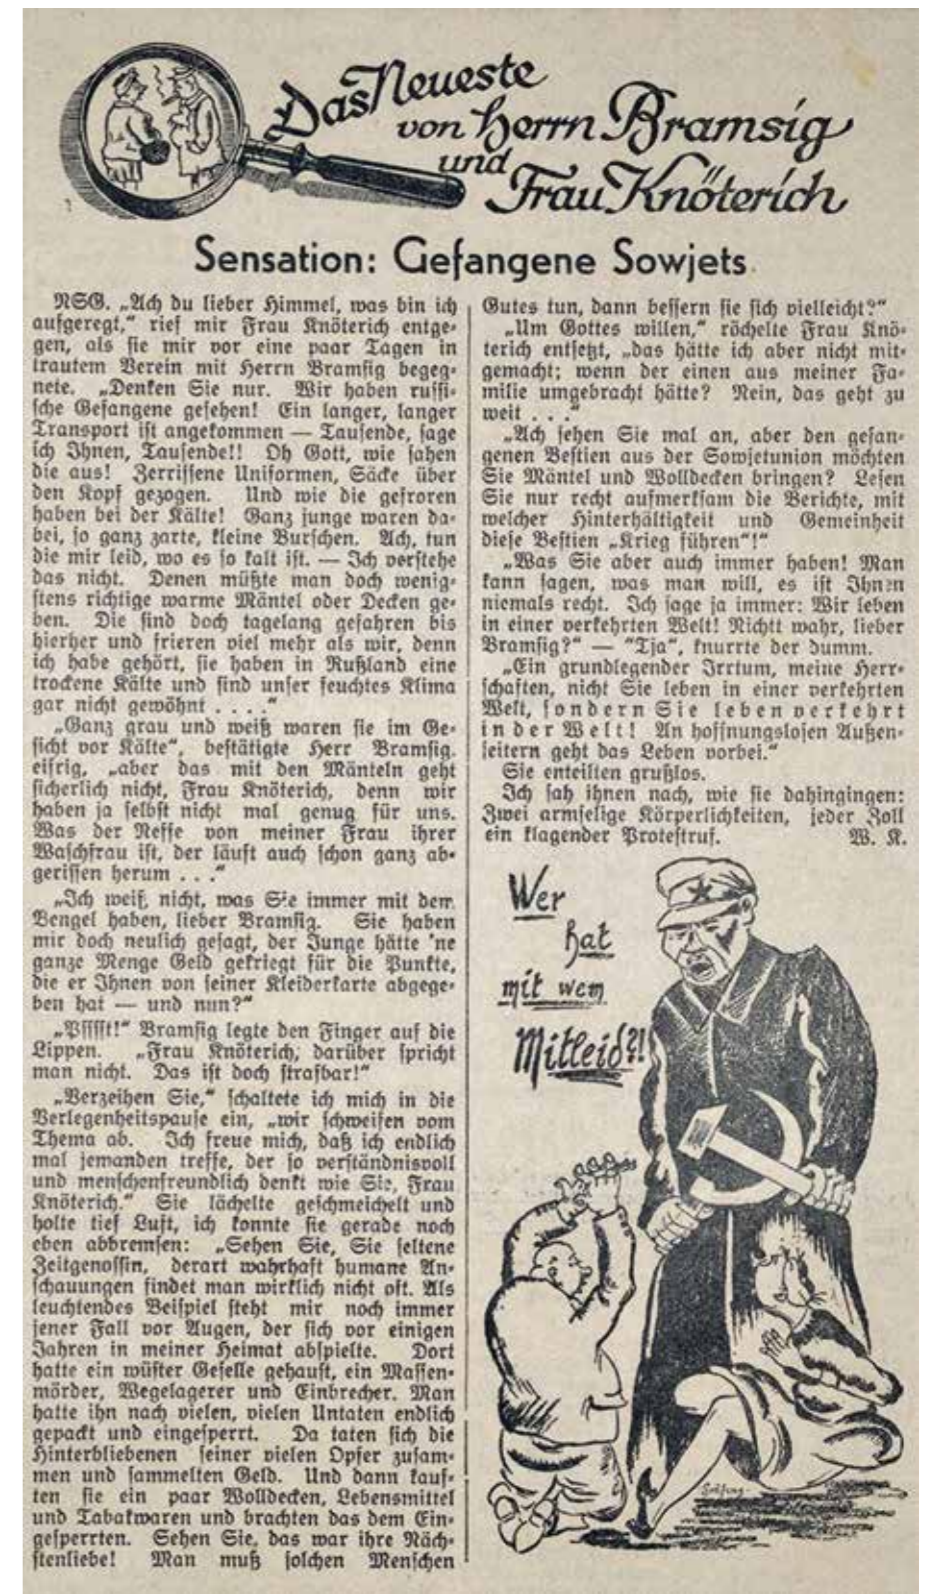 Das Neueste
von Herrn Bramsig
und
Frau Knöterich
Sensation: Gefangene Sowjets
NSG. „Ach du lieber Himmel, was bin ich
aufgeregt,“ rief mir Frau Knöterich entge-
gen, als sie mir vor eine paar Tagen in
trautem Verein mit Herrn Bramsig begeg-
nete. „Denken Sie nur. Wir haben russi-
sche Gefangene gesehen! Ein langer, langer
Transport ist angekommen — Tausende, sage
ich Ihnen, Tausende!! Oh Gott, wie sahen
die aus! Zerrissene Uniformen, Säcke über
den Kopf gezogen. Und wie die gefroren
haben bei der Kälte! Ganz junge waren da-
bei, so ganz zarte, kleine Burschen. Ach, tun
die mir leid, wo es so kalt ist. — Ich verstehe
das nicht. Denen müßte man doch wenig-
stens richtige warme Mäntel oder Decken ge-
ben. Die sind doch tagelang gefahren bis
hierher und frieren viel mehr als wir, denn
ich habe gehört, sie haben in Rußland eine
trockene Kälte und sind unser feuchtes Klima
gar nicht gewöhnt . . . .“
„Ganz grau und weiß waren sie im Ge-
sicht vor Kälte“, bestätigte Herr Bramsig.
eifrig, „aber das mit den Mänteln geht
sicherlich nicht, Frau Knöterich, denn wir
haben ja selbst nicht mal genug für uns.
Was der Neffe von meiner Frau ihrer
Waschfrau ist, der läuft auch schon ganz ab-
gerissen herum . . .“
„Ich weiß nicht, was Sie immer mit dem
Bengel haben, lieber Bramsig. Sie haben
mir doch neulich gesagt, der Junge hätte 'ne
ganze Menge Geld gekriegt für die Punkte,
die er Ihnen von seiner Kleiderkarte abgege-
ben hat — und nun?“
„Psssst!“ Bramsig legte den Finger auf die
Lippen. „Frau Knöterich, darüber spricht
man nicht. Das ist doch strafbar!“
„Verzeihen Sie,“ schaltete ich mich in die
Verlegenheitspause ein, „wir schweifen vom
Thema ab. Ich freue mich, daß ich endlich
mal jemanden treffe, der so verständnisvoll
und menschenfreundlich denkt wie Sie, Frau
Knöterich.“ Sie lächelte geschmeichelt und
holte tief Luft, ich konnte sie gerade noch
eben abbremsen: „Sehen Sie, Sie seltene
Zeitgenossin, derart wahrhaft humane An-
schauungen findet man wirklich nicht oft. Als
leuchtendes Beispiel steht mir noch immer
jener Fall vor Augen, der sich vor einigen
Jahren in meiner Heimat abspielte. Dort
hatte ein wüster Geselle gehaust, ein Massen-
mörder, Wegelagerer und Einbrecher. Man
hatte ihn nach vielen, vielen Untaten endlich
gepackt und eingesperrt. Da taten sich die
Hinterbliebenen seiner vielen Opfer zusam-
men und sammelten Geld. Und dann kauf-
ten sie ein paar Wolldecken, Lebensmittel
und Tabakwaren und brachten das dem Ein-
gesperrten. Sehen Sie, das war ihre Näch-
stenliebe! Man muß solchen Menschen
Gutes tun, dann bessern sie sich vielleicht?“
„Um Gottes willen,“ röchelte Frau Knö-
terich entsetzt, „das hätte ich aber nicht mit-
gemacht; wenn der einen aus meiner Fa-
milie umgebracht hätte? Nein, das geht zu
weit . . .“
„Ach sehen Sie mal an, aber den gefan-
genen Bestien aus der Sowjetunion möchten
Sie Mäntel und Wolldecken bringen? Lesen
Sie nur recht aufmerksam die Berichte, mit
welcher Hinterhältigkeit und Gemeinheit
diese Bestien „Krieg führen“!“
„Was Sie aber auch immer haben! Man
kann sagen, was man will, es ist Ihnen
niemals recht. Ich sage ja immer: Wir leben
in einer verkehrten Welt! Nichtt wahr, lieber
Bramsig?“ — “Tja“, knurrte der dumm.
„Ein grundlegender Irrtum, meine Herr-
schaften, nicht Sie leben in einer verkehrten
Welt, sondern Sie leben verkehrt
in der Welt! An hoffnungslosen Außen-
seitern geht das Leben vorbei.“
Sie enteilten grußlos.
Ich sah ihnen nach, wie sie dahingingen:
Zwei armselige Körperlichkeiten, jeder Zoll
ein klagender Protestruf. W. K.
Wer
hat
mit wem
Mitleid?!